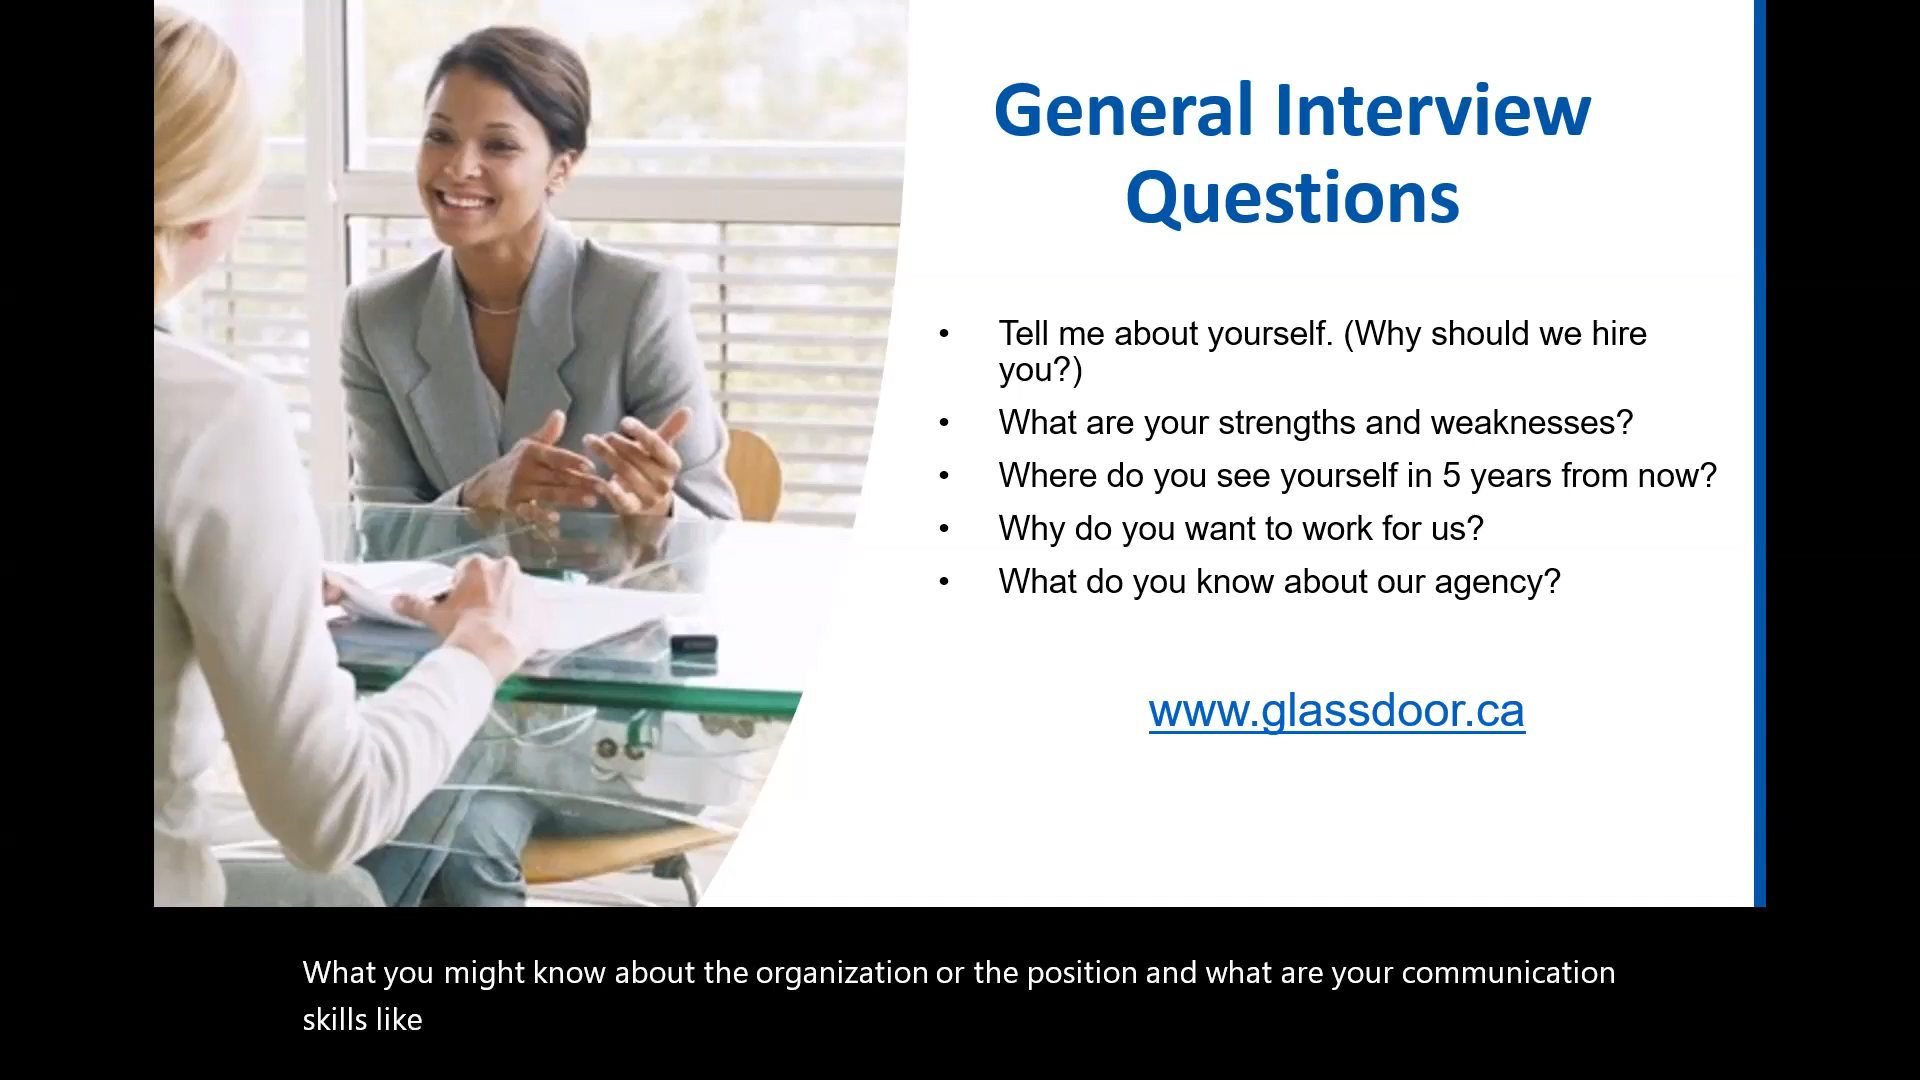 General Interview
Questions
• Tell me about yourself. (Why should we hire
you?)
• What are your strengths and weaknesses?
• Where do you see yourself in 5 years from now?
• Why do you want to work for us?
• What do you know about our agency?
www.glassdoor.ca
What you might know about the organization or the position and what are your communication
skills like